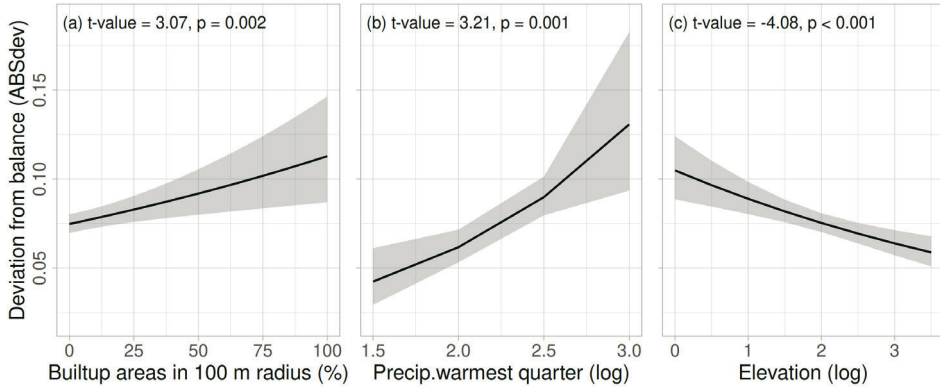 (a) t-value = 3.07, p = 0.002
(b) t-value = 3.21, p = 0.001
(c) t-value = -4.08, p < 0.001
Deviation from balance (ABSdev)
0.15
0.10
0.05
0 25 50 75 100
1.5 2.0 2.5 3.0
0 1 2 3
Builtup areas in 100 m radius (%)
Precip.warmest quarter (log)
Elevation (log)